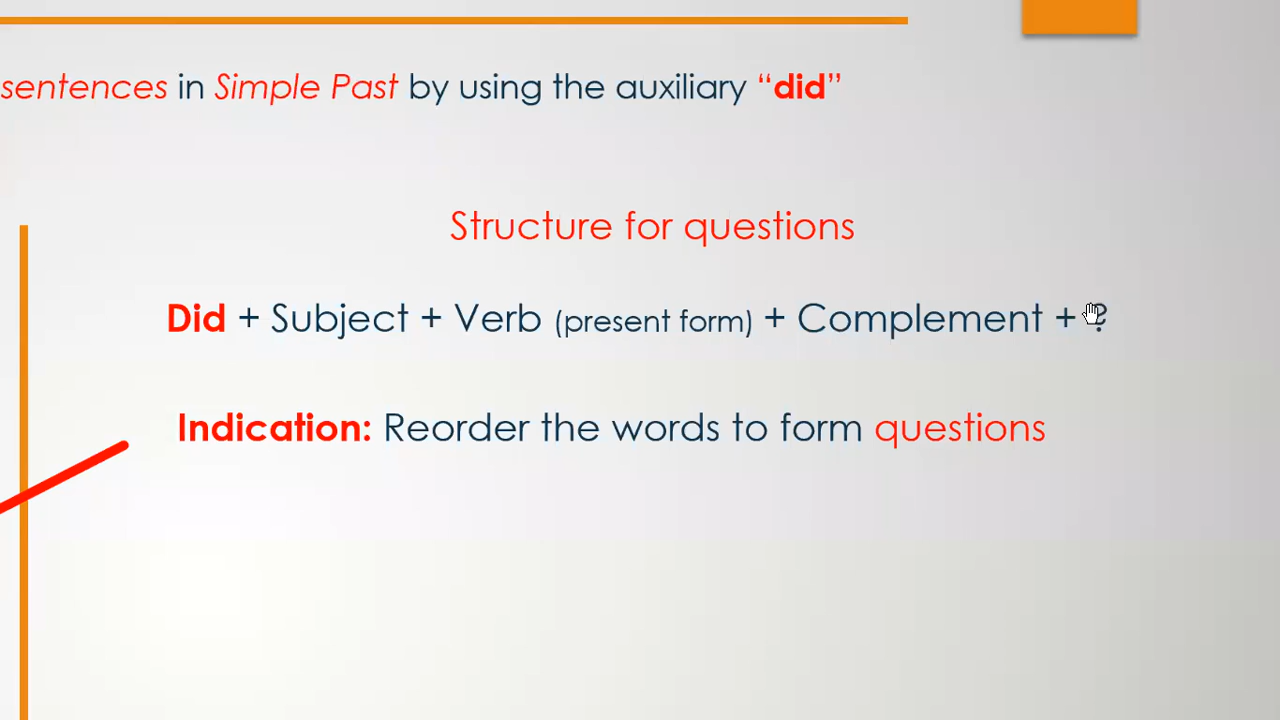 sentences in Simple Past by using the auxiliary “did”
Structure for questions
Did + Subject + Verb (present form) + Complement + ?
Indication: Reorder the words to form questions